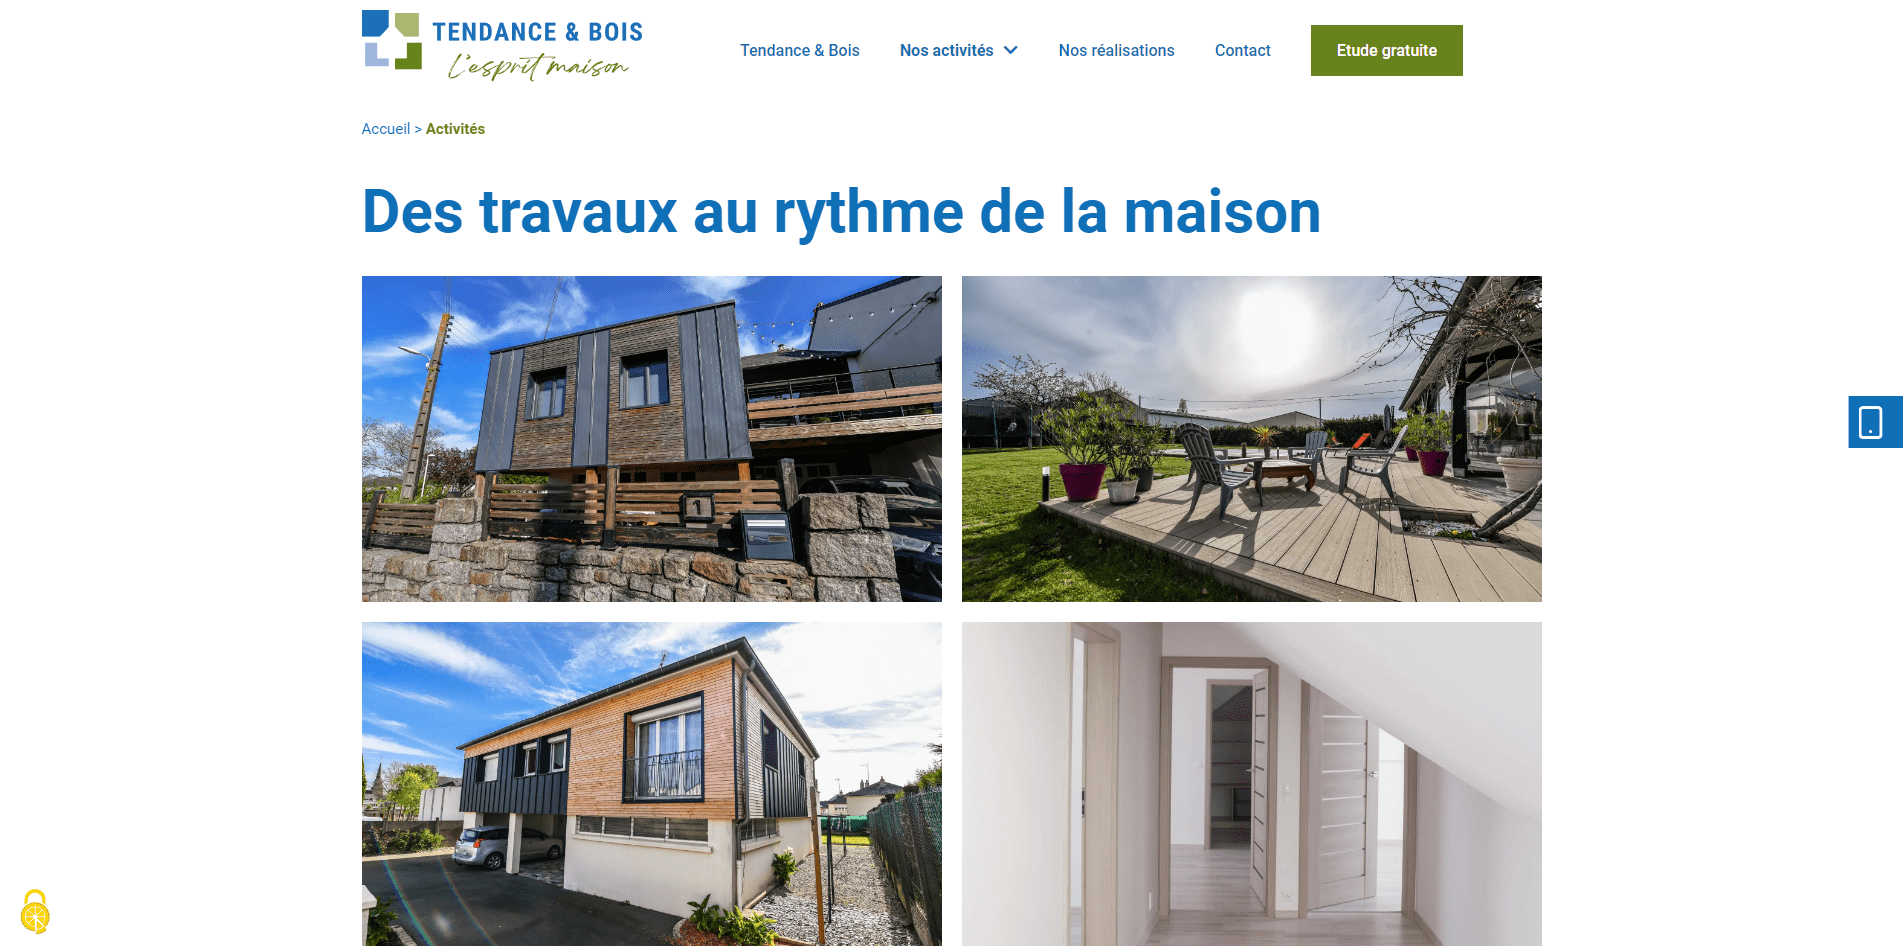 TENDANCE & BOIS
L'esprit maison
Tendance & Bois
Nos activités
Nos réalisations
Contact
Etude gratuite
Accueil > Activités
Des travaux au rythme de la maison
1